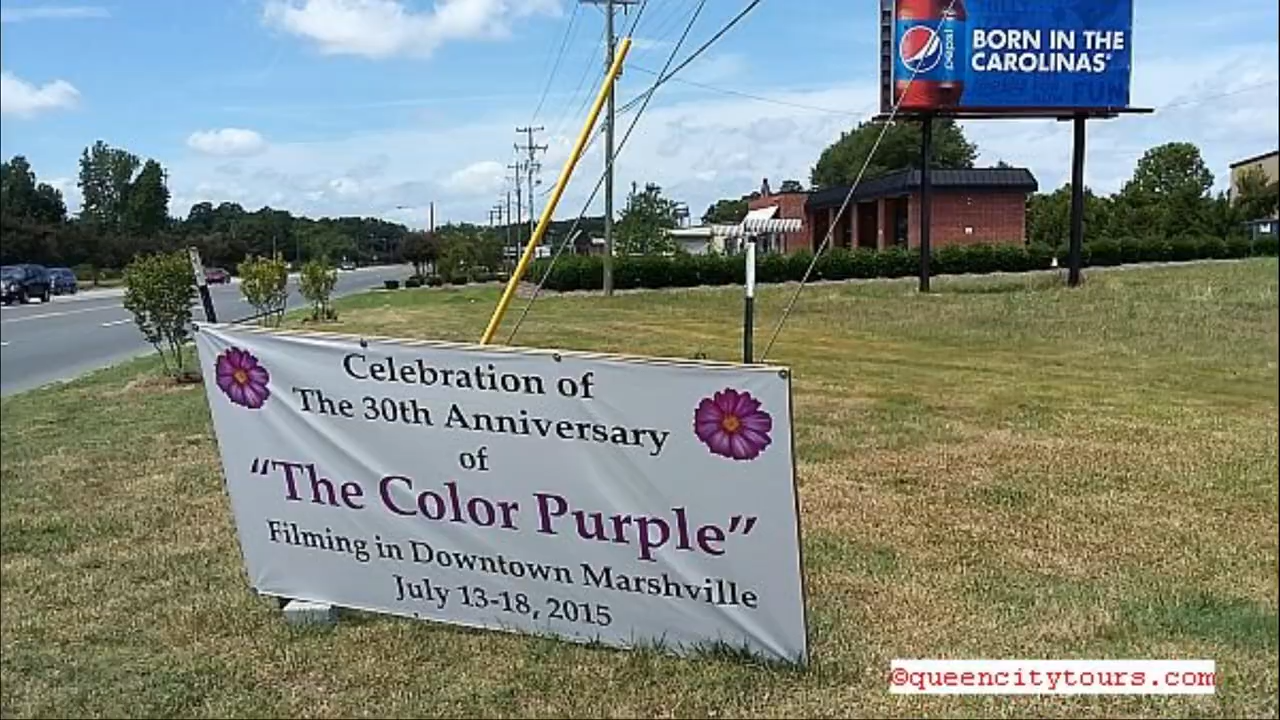 pepsi
BORN IN THE
CAROLINAS®
FUN
Celebration of
The 30th Anniversary
of
"The Color Purple"
Filming in Downtown Marshville
July 13-18, 2015
©queencitytours.com